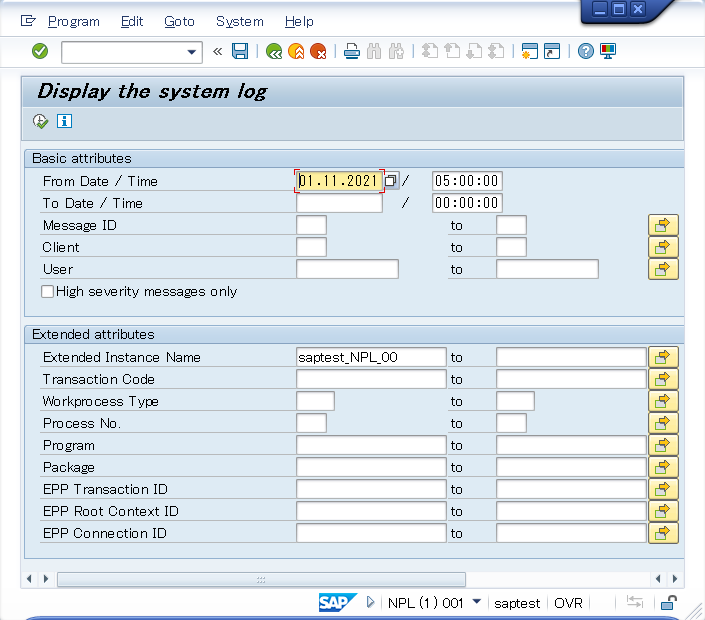 Program Edit Goto System Help
«
Display the system log
Basic attributes
From Date / Time 01.11.2021 / 05:00:00
To Date / Time / 00:00:00
Message ID to
Client to
User to
High severity messages only
Extended attributes
Extended Instance Name saptest_NPL_00 to
Transaction Code to
Workprocess Type to
Process No. to
Program to
Package to
EPP Transaction ID to
EPP Root Context ID to
EPP Connection ID to
SAP NPL (1) 001 saptest OVR